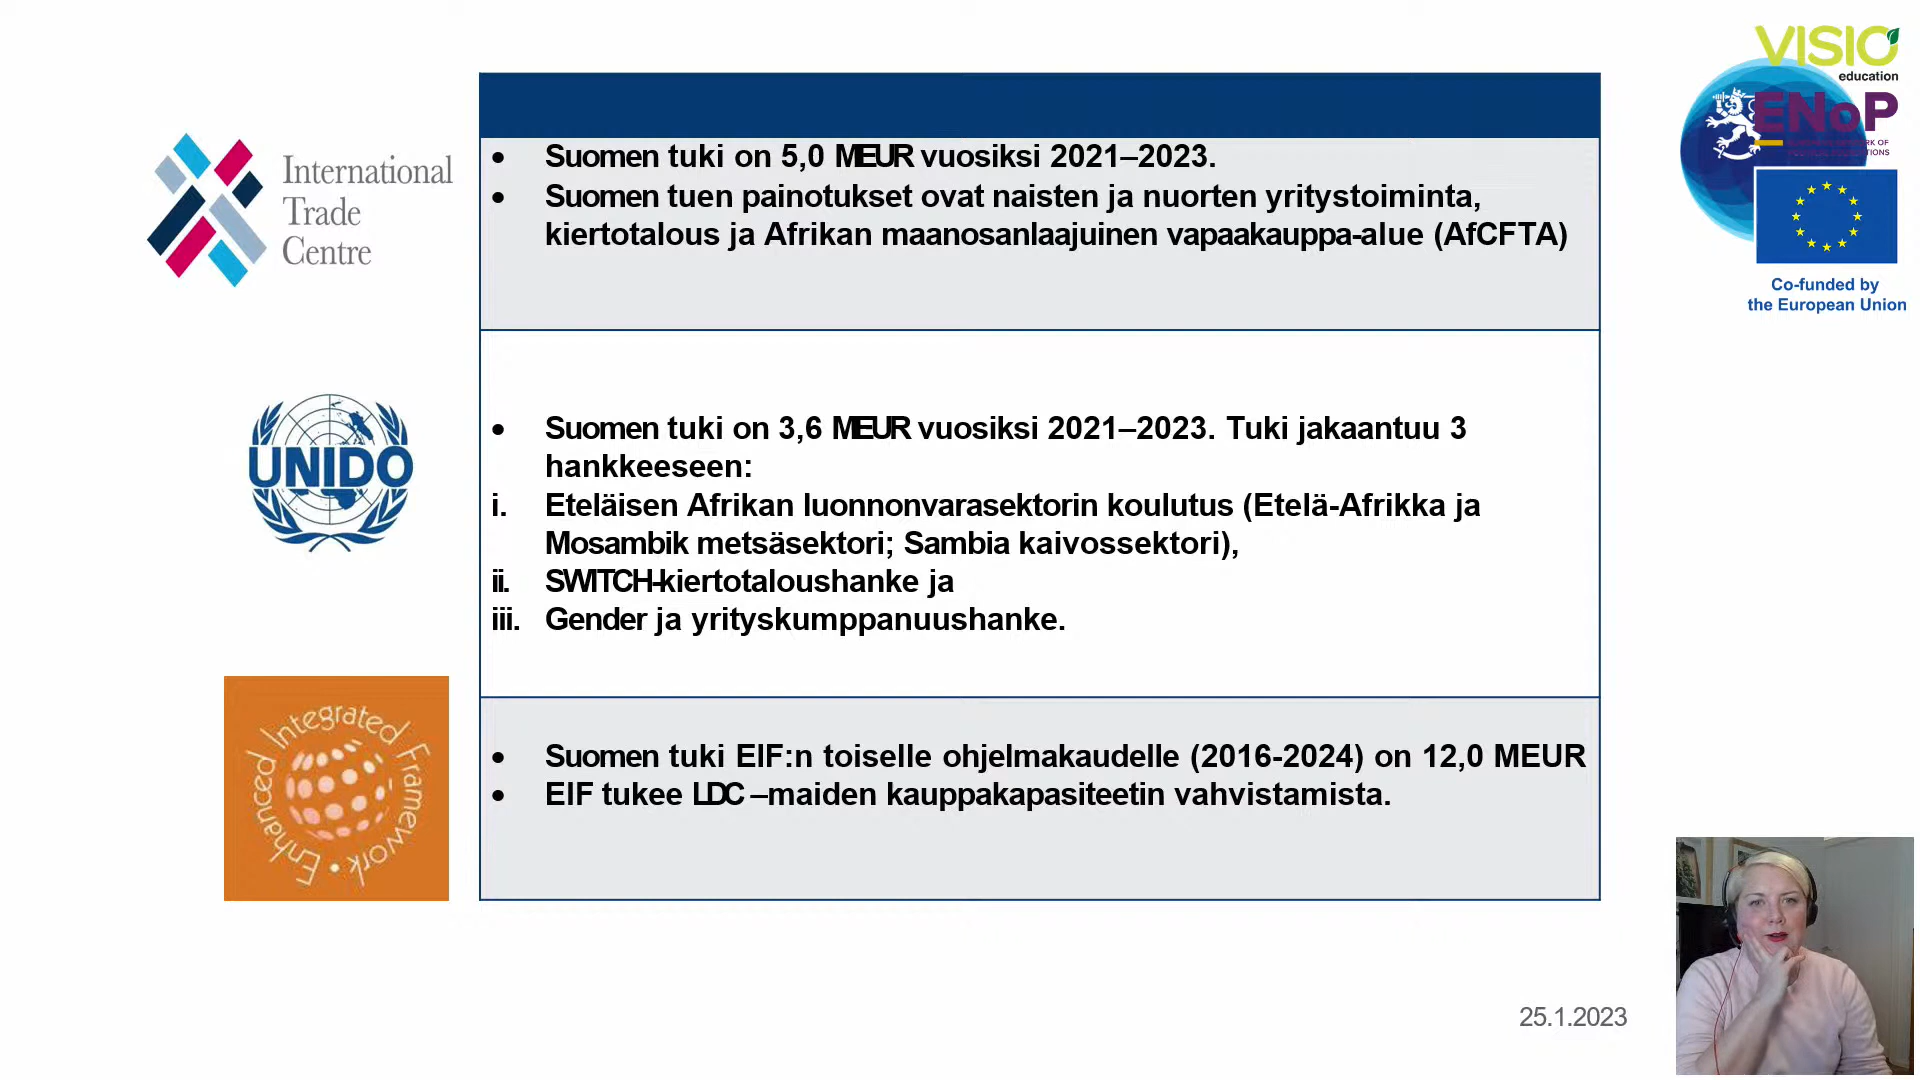 VISIO
education
ENoP
International
Trade
Centre
• Suomen tuki on 5,0 MEUR vuosiksi 2021–2023.
• Suomen tuen painotukset ovat naisten ja nuorten yritystoiminta,
kiertotalous ja Afrikan maanosanlaajuinen vapaakauppa-alue (AfCFTA)
Co-funded by
the European Union
UNIDO
• Suomen tuki on 3,6 MEUR vuosiksi 2021–2023. Tuki jakaantuu 3
hankkeeseen:
i. Eteläisen Afrikan luonnonvarasektorin koulutus (Etelä-Afrikka ja
Mosambik metsäsektori; Sambia kaivossektori),
ii. SWITCH-kiertotaloushanke ja
iii. Gender ja yrityskumppanuushanke.
Enhanced Integrated Framework •
• Suomen tuki EIF:n toiselle ohjelmakaudelle (2016-2024) on 12,0 MEUR
• EIF tukee LDC –maiden kauppakapasiteetin vahvistamista.
25.1.2023